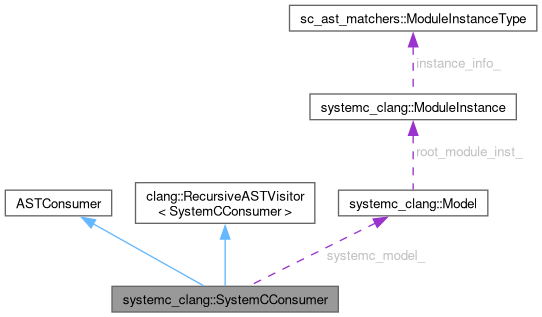 sc_ast_matchers::ModuleInstanceType
instance_info_
systemc_clang::ModuleInstance
root_module_inst_
ASTConsumer
clang::RecursiveASTVisitor
< SystemCConsumer >
systemc_clang::Model
systemc_model_
systemc_clang::SystemCConsumer